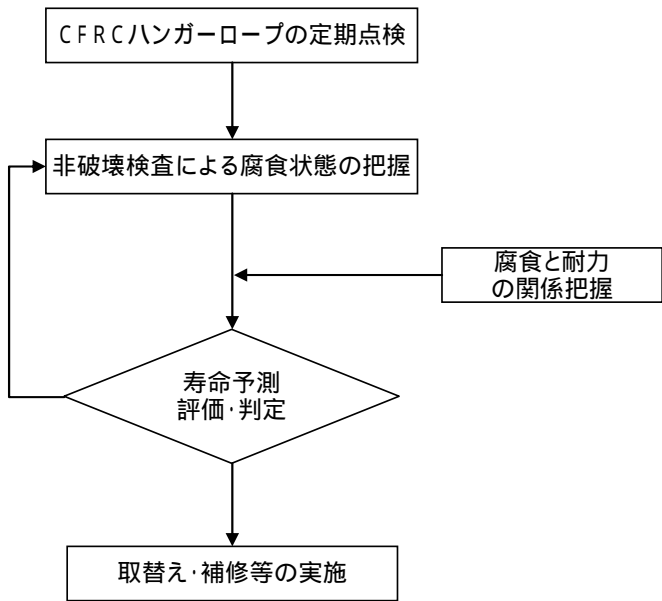 CFRCハンガーロープの定期点検
非破壊検査による腐食状態の把握
腐食と耐力
の関係把握
寿命予測
評価・判定
取替え・補修等の実施